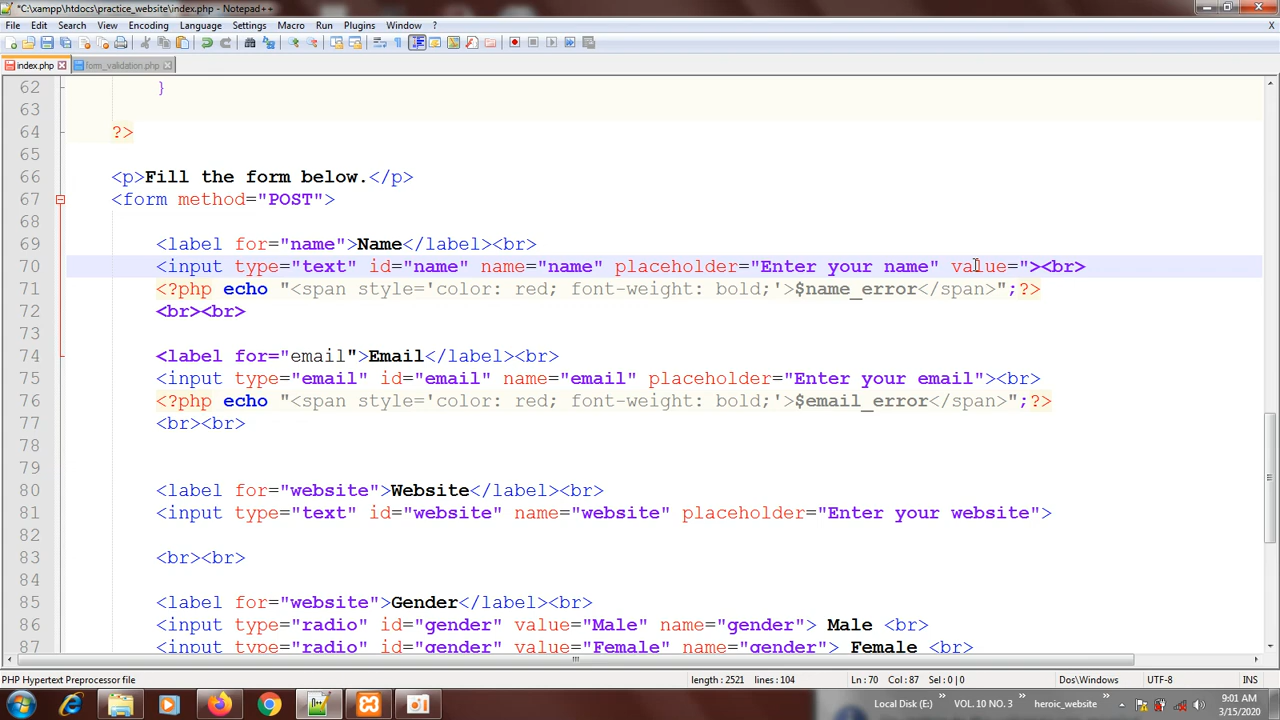 *C:\xampp\htdocs\practice_website\index.php - Notepad++
File Edit Search View Encoding Language Settings Macro Run Plugins Window ? X
index.php form_validation.php
62 }
63
64 ?>
65
66 <p>Fill the form below.</p>
67 <form method="POST">
68
69 <label for="name">Name</label><br>
70 <input type="text" id="name" name="name" placeholder="Enter your name" value="><br>
71 <?php echo "<span style='color: red; font-weight: bold;'>$name_error</span>";?>
72 <br><br>
73
74 <label for="email">Email</label><br>
75 <input type="email" id="email" name="email" placeholder="Enter your email"><br>
76 <?php echo "<span style='color: red; font-weight: bold;'>$email_error</span>";?>
77 <br><br>
78
79
80 <label for="website">Website</label><br>
81 <input type="text" id="website" name="website" placeholder="Enter your website">
82
83 <br><br>
84
85 <label for="website">Gender</label><br>
86 <input type="radio" id="gender" value="Male" name="gender"> Male <br>
87 <input type="radio" id="gender" value="Female" name="gender"> Female <br>
PHP Hypertext Preprocessor file length : 2521 lines : 104 Ln : 70 Col : 87 Sel : 0 | 0 Dos\Windows UTF-8 INS
Local Disk (E:) VOL. 10 NO. 3 heroic_website 9:01 AM
3/15/2020